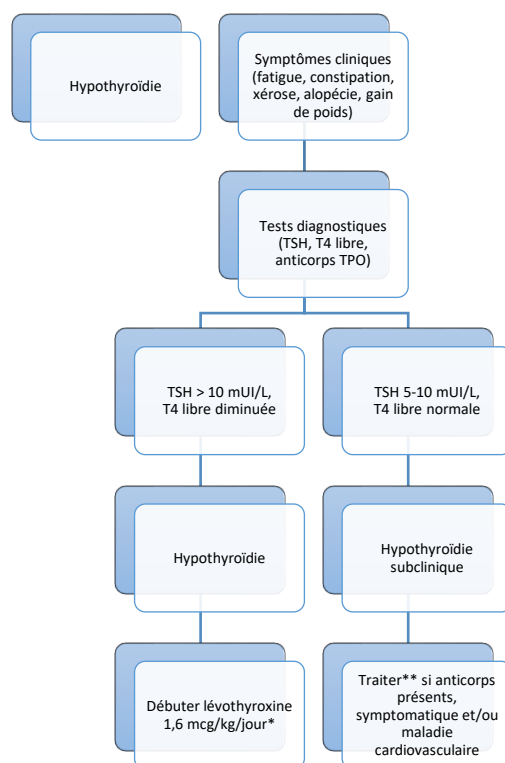 Hypothyroïdie
Symptômes cliniques
(fatigue, constipation,
xérose, alopécie, gain
de poids)
Tests diagnostiques
(TSH, T4 libre,
anticorps TPO)
TSH > 10 mUI/L,
T4 libre diminuée
TSH 5-10 mUI/L,
T4 libre normale
Hypothyroïdie
Hypothyroïdie
subclinique
Débuter lévothyroxine
1,6 mcg/kg/jour*
Traiter** si anticorps
présents,
symptomatique et/ou
maladie
cardiovasculaire